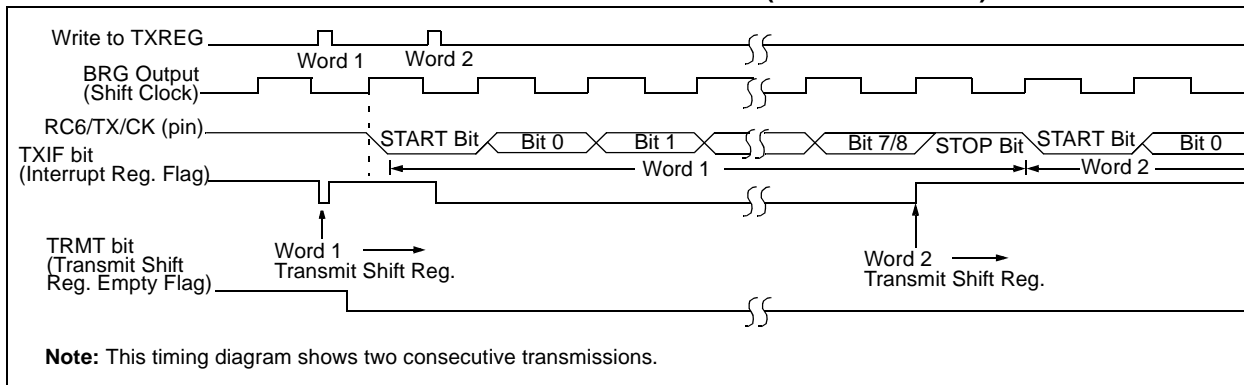 Write to TXREG
Word 1
Word 2
BRG Output
(Shift Clock)
RC6/TX/CK (pin)
START Bit
Bit 0
Bit 1
Bit 7/8
STOP Bit
START Bit
Bit 0
Word 1
Word 2
TXIF bit
(Interrupt Reg. Flag)
Word 1
Transmit Shift Reg.
Word 2
Transmit Shift Reg.
TRMT bit
(Transmit Shift
Reg. Empty Flag)
Note: This timing diagram shows two consecutive transmissions.